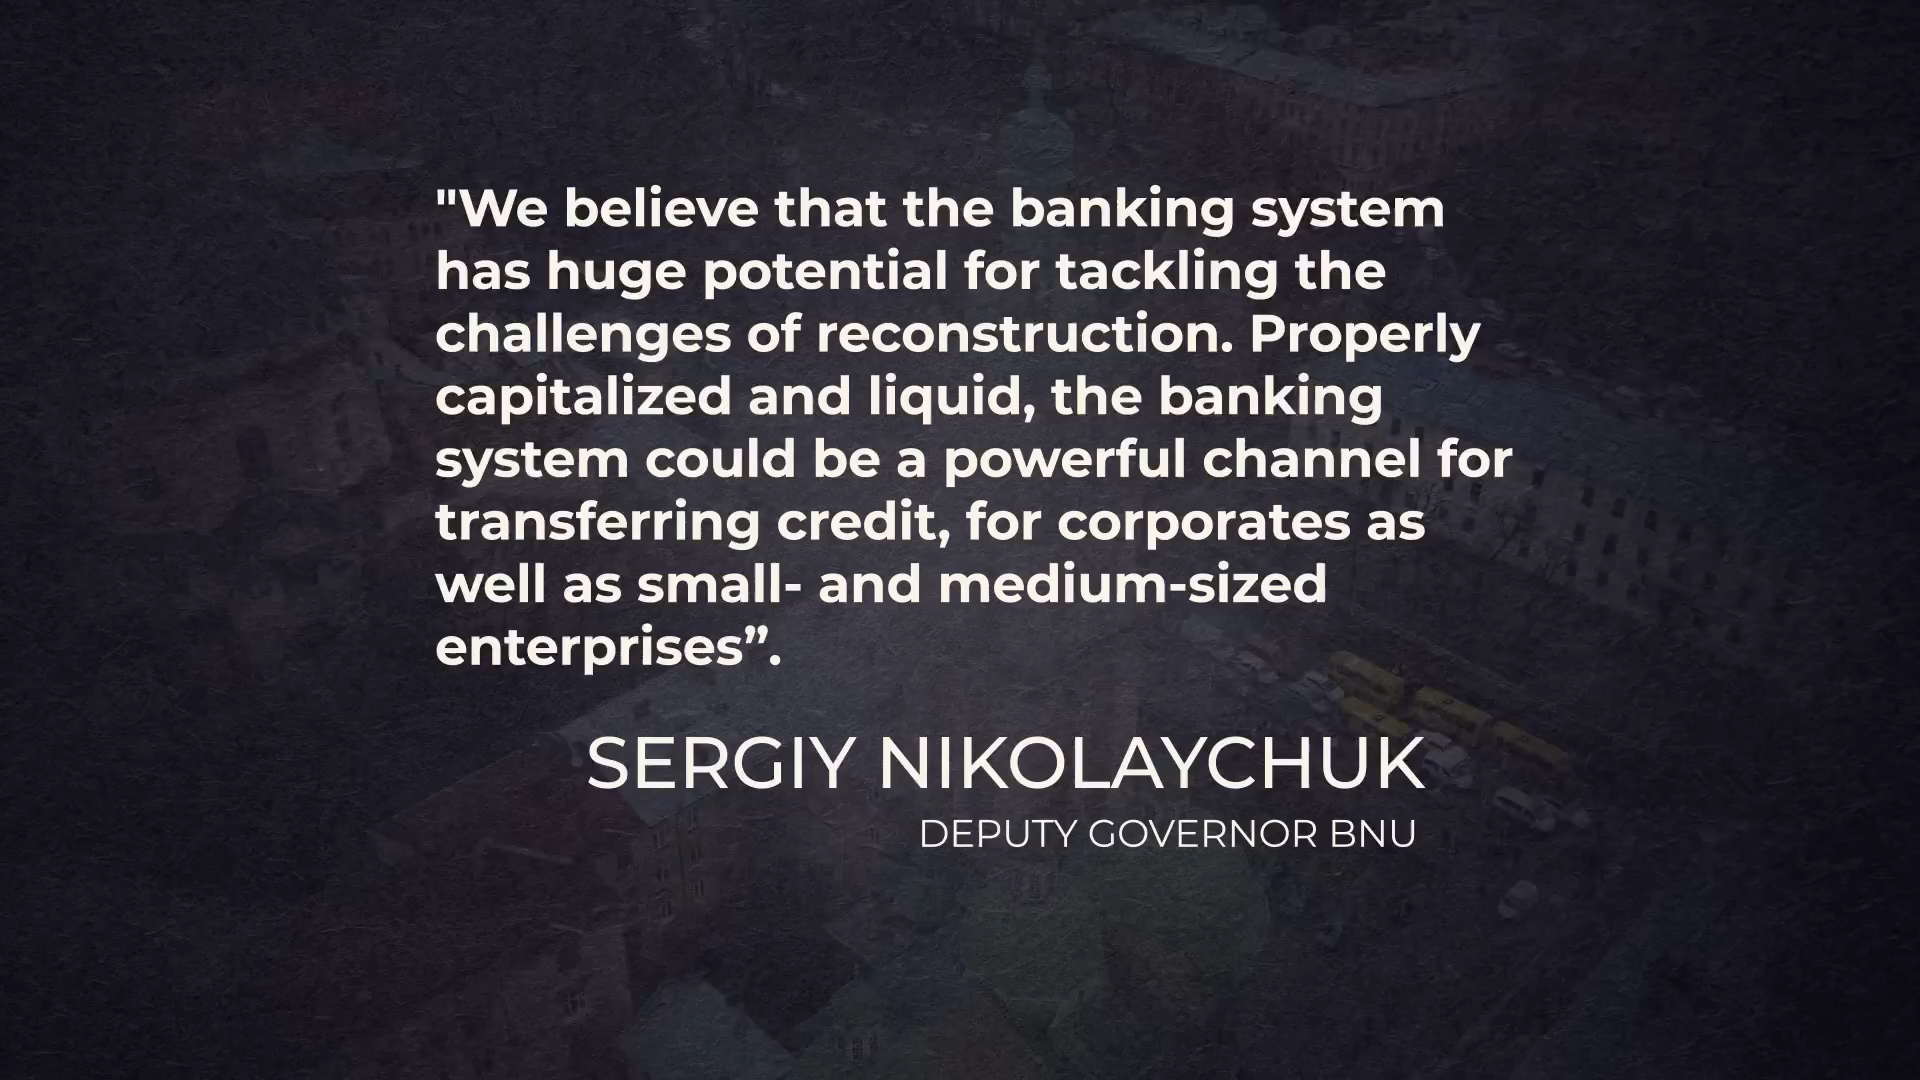 "We believe that the banking system
has huge potential for tackling the
challenges of reconstruction. Properly
capitalized and liquid, the banking
system could be a powerful channel for
transferring credit, for corporates as
well as small- and medium-sized
enterprises”.
SERGIY NIKOLAYCHUK
DEPUTY GOVERNOR BNU